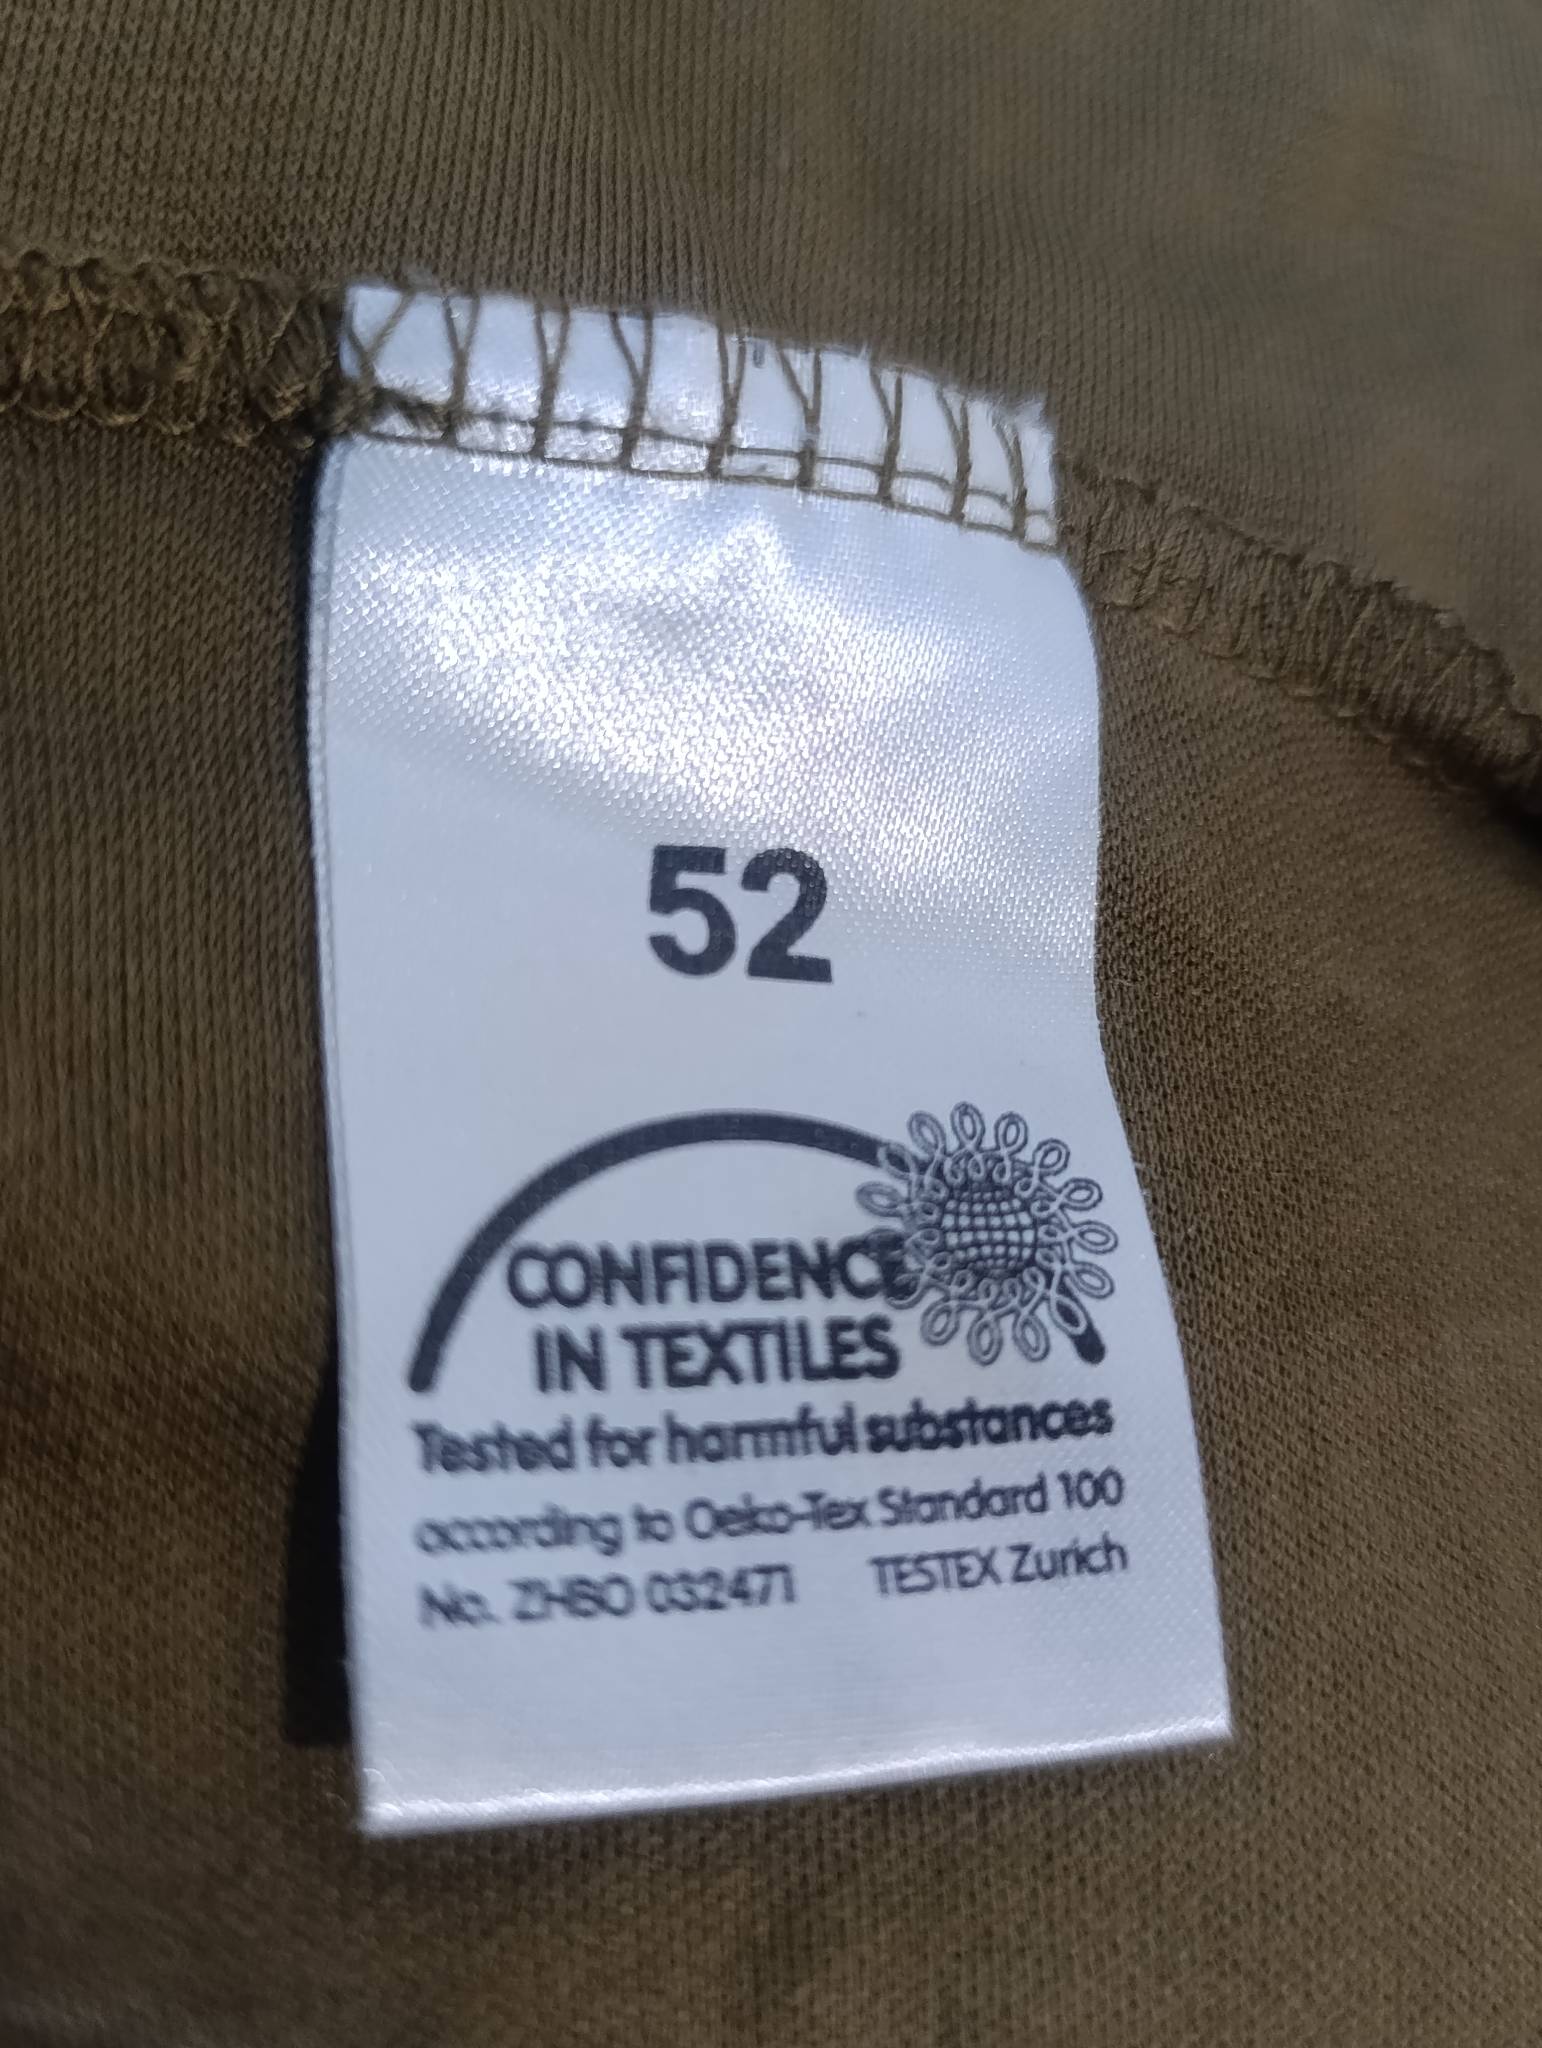 52
CONFIDENCE
IN TEXTILES
Tested for harmful substances
according to Oeko-Tex Standard 100
No. ZHBO 032471 TESTEX Zurich